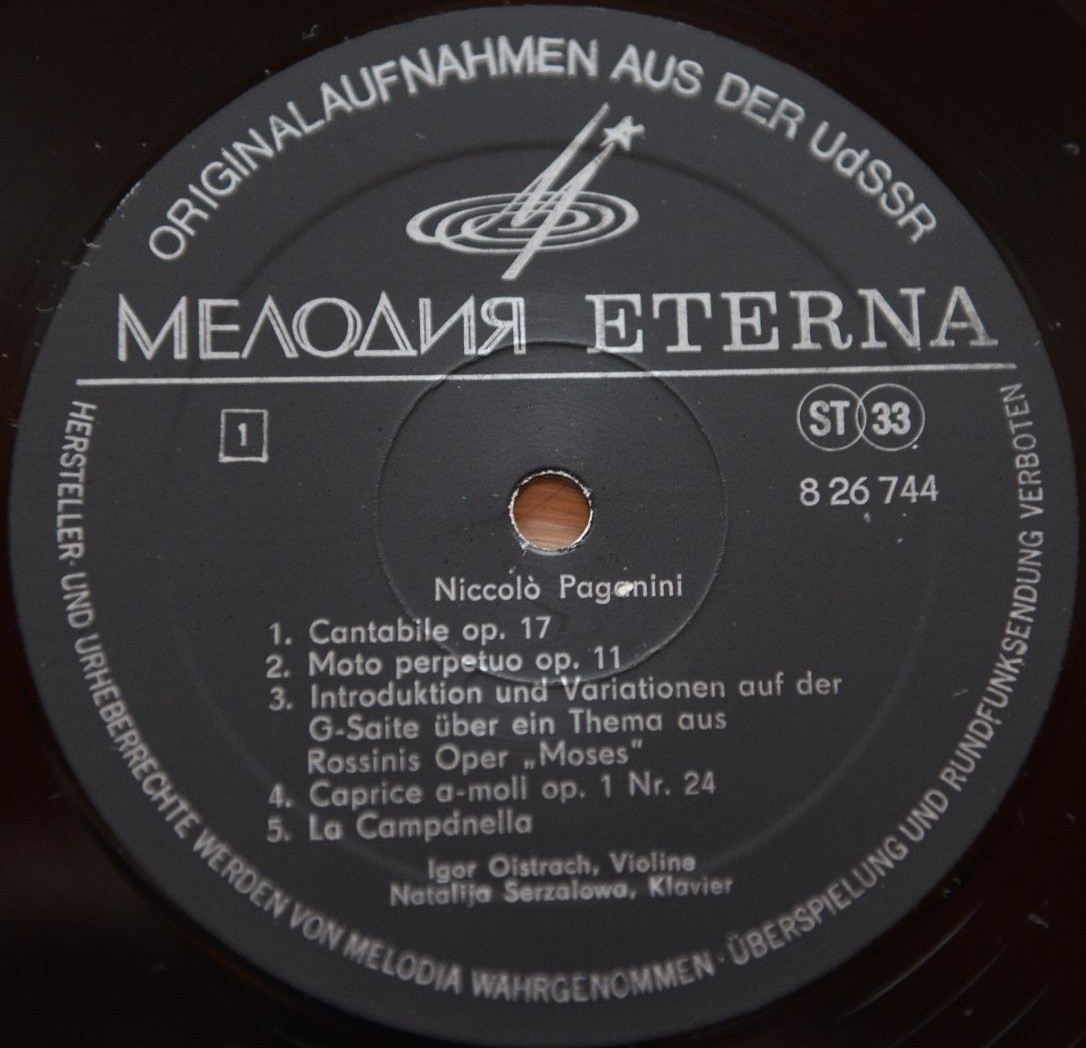 ORIGINALAUFNAHMEN AUS DER UdSSR
МЕЛОДИЯ ETERNA
1
ST 33
8 26 744
Niccolò Paganini
1. Cantabile op. 17
2. Moto perpetuo op. 11
3. Introduktion und Variationen auf der
G-Saite über ein Thema aus
Rossinis Oper „Moses"
4. Caprice a-moll op. 1 Nr. 24
5. La Campanella
Igor Oistrach, Violine
Natalija Serzalowa, Klavier
HERSTELLER- UND URHEBERRECHTE WERDEN VON MELODIA WAHRGENOMMEN · ÜBERSPIELUNG UND RUNDFUNKSENDUNG VERBOTEN